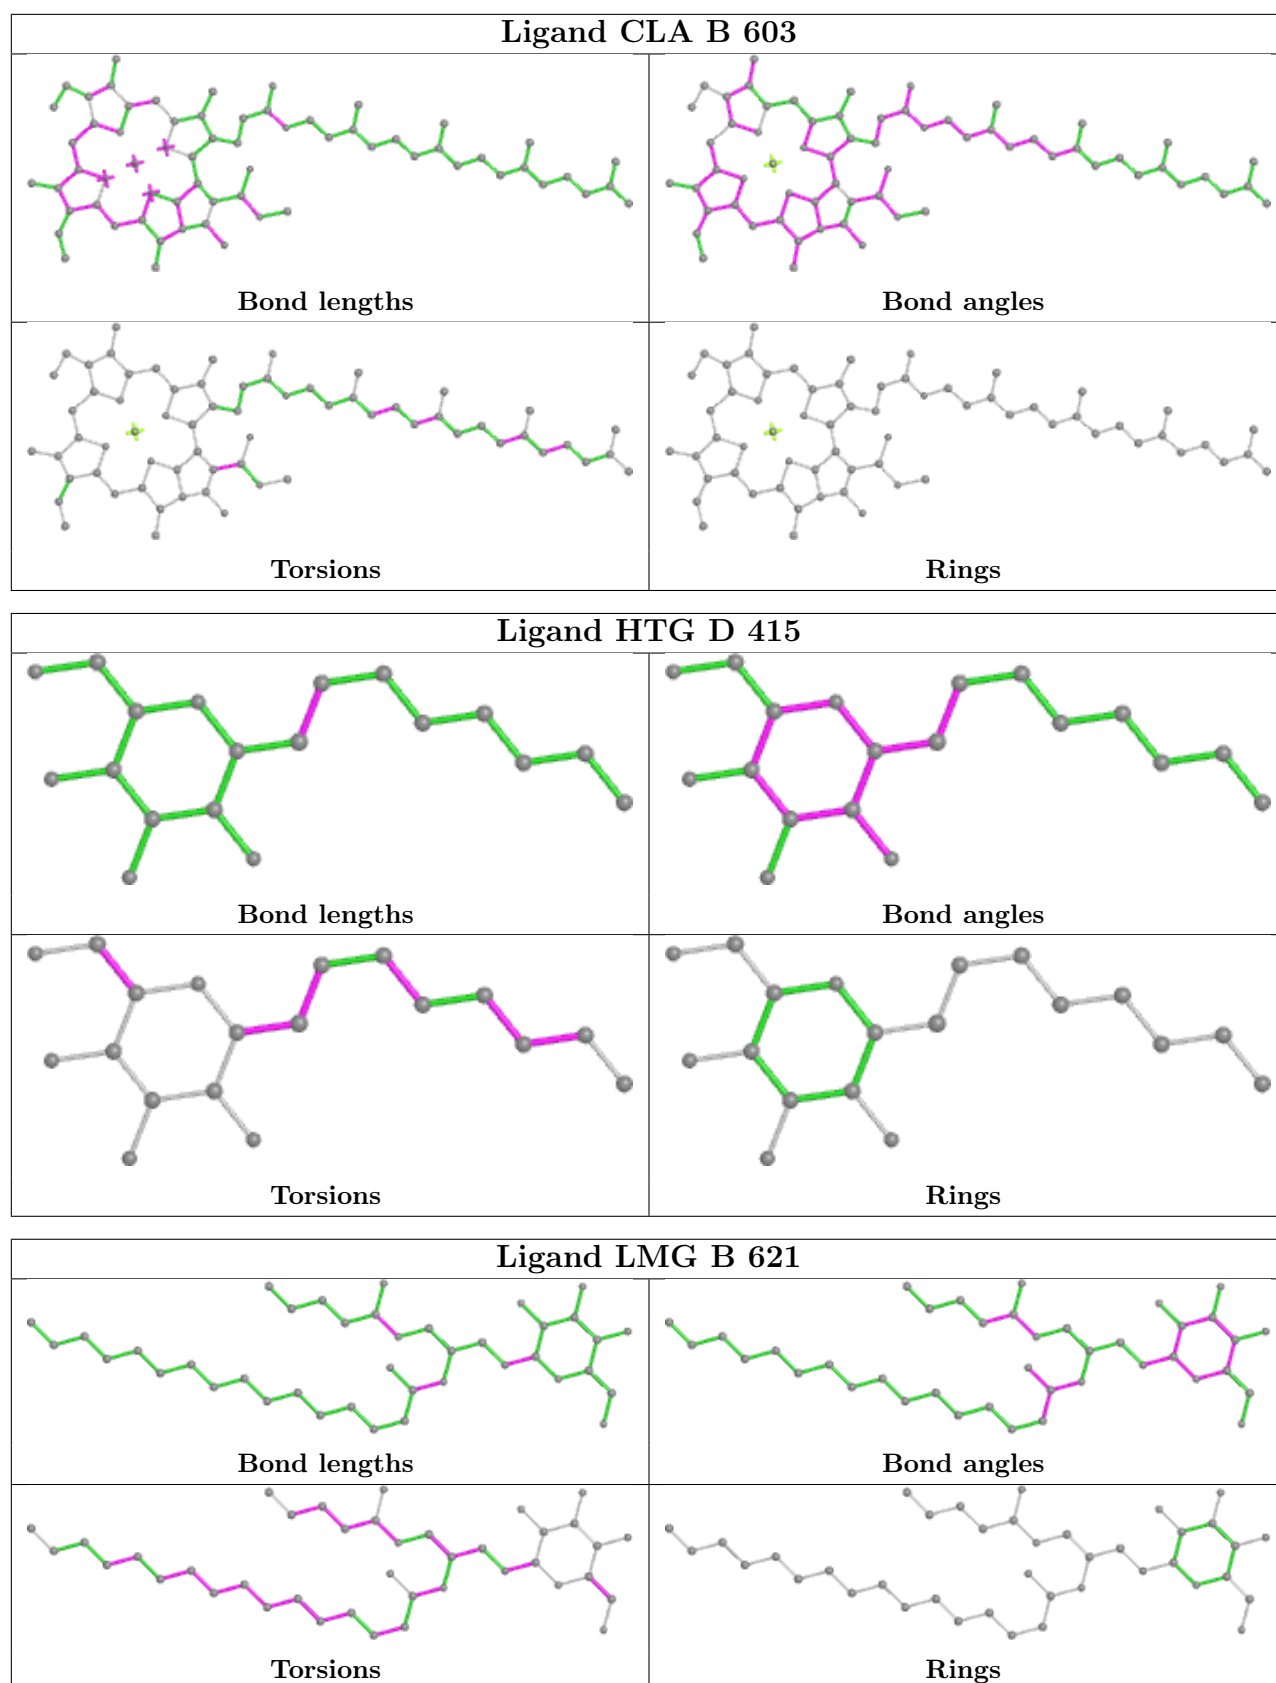 Ligand CLA B 603
Bond lengths
Bond angles
Torsions
Rings
Ligand HTG D 415
Bond lengths
Bond angles
Torsions
Rings
Ligand LMG B 621
Bond lengths
Bond angles
Torsions
Rings